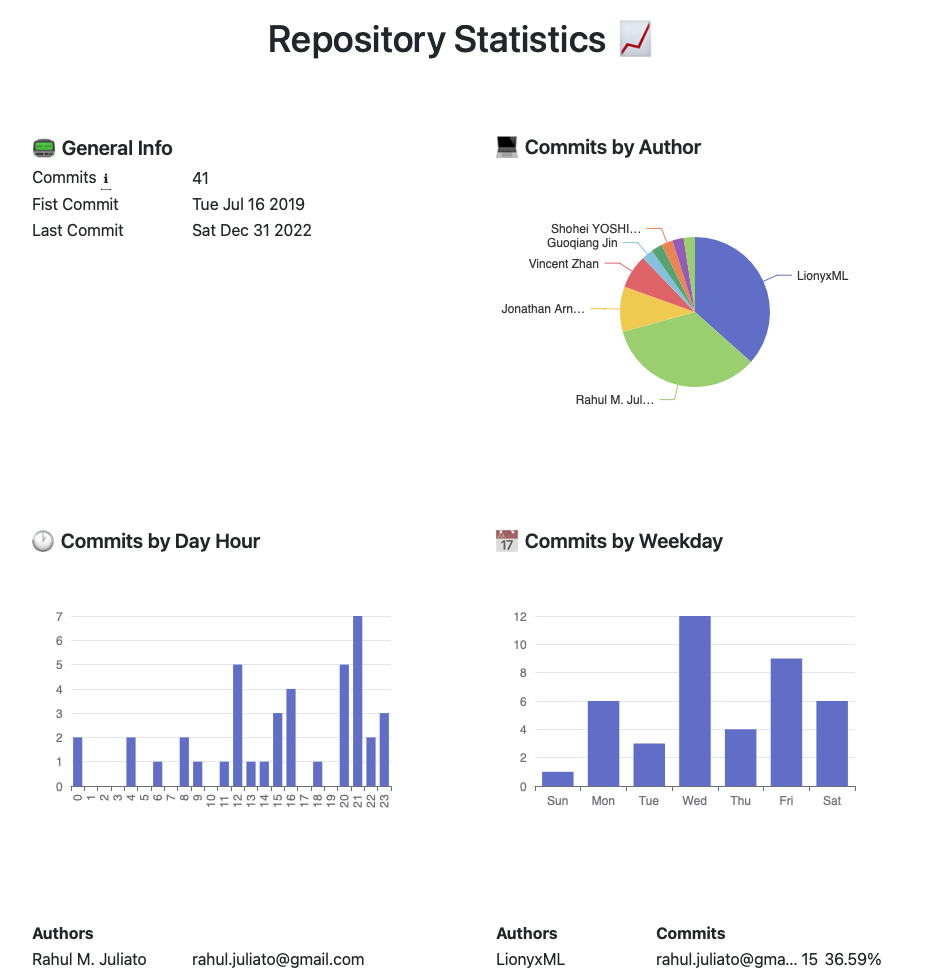 Repository Statistics
General Info
Commits i 41
Fist Commit Tue Jul 16 2019
Last Commit Sat Dec 31 2022
Commits by Author
Shohei YOSHI...
Guoqiang Jin
Vincent Zhan
LionyxML
Jonathan Arn...
Rahul M. Jul...
Commits by Day Hour
7
6
5
4
3
2
1
0
0 1 2 3 4 5 6 7 8 9 10 11 12 13 14 15 16 17 18 19 20 21 22 23
17 Commits by Weekday
12
10
8
6
4
2
0
Sun Mon Tue Wed Thu Fri Sat
Authors
Rahul M. Juliato rahul.juliato@gmail.com
Authors Commits
LionyxML rahul.juliato@gma... 15 36.59%